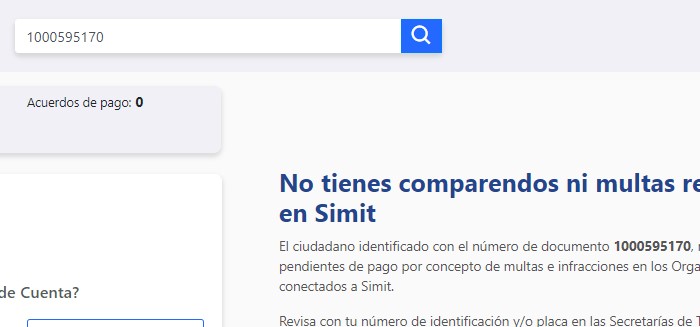 1000595170
Acuerdos de pago: 0
No tienes comparendos ni multas re
en Simit
El ciudadano identificado con el número de documento 1000595170,
pendientes de pago por concepto de multas e infracciones en los Orga
conectados a Simit.
de Cuenta?
Revisa con tu número de identificación y/o placa en las Secretarías de T